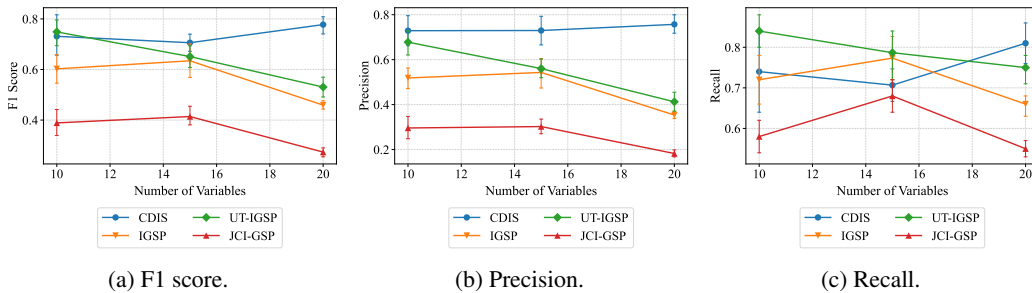 F1 Score
0.8
0.6
0.4
10 12 14 16 18 20
Number of Variables
CDIS UT-IGSP
IGSP JCI-GSP
(a) F1 score.
Precision
0.8
0.6
0.4
0.2
10 12 14 16 18 20
Number of Variables
CDIS UT-IGSP
IGSP JCI-GSP
(b) Precision.
Recall
0.8
0.7
0.6
10 12 14 16 18 20
Number of Variables
CDIS UT-IGSP
IGSP JCI-GSP
(c) Recall.